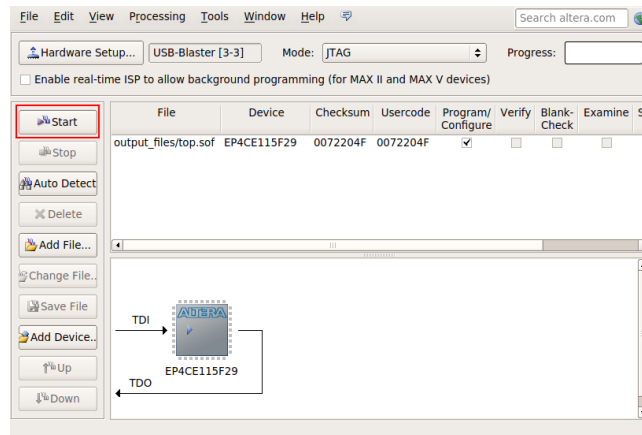 File Edit View Processing Tools Window Help Search altera.com
Hardware Setup... USB-Blaster [3-3] Mode: JTAG Progress:
Enable real-time ISP to allow background programming (for MAX II and MAX V devices)
Start
Stop
Auto Detect
Delete
Add File...
Change File..
Save File
Add Device..
Up
Down
File Device Checksum Usercode Program/ Verify Blank- Examine S
Configure Check
output_files/top.sof EP4CE115F29 0072204F 0072204F
TDI
ALTERA
EP4CE115F29
TDO